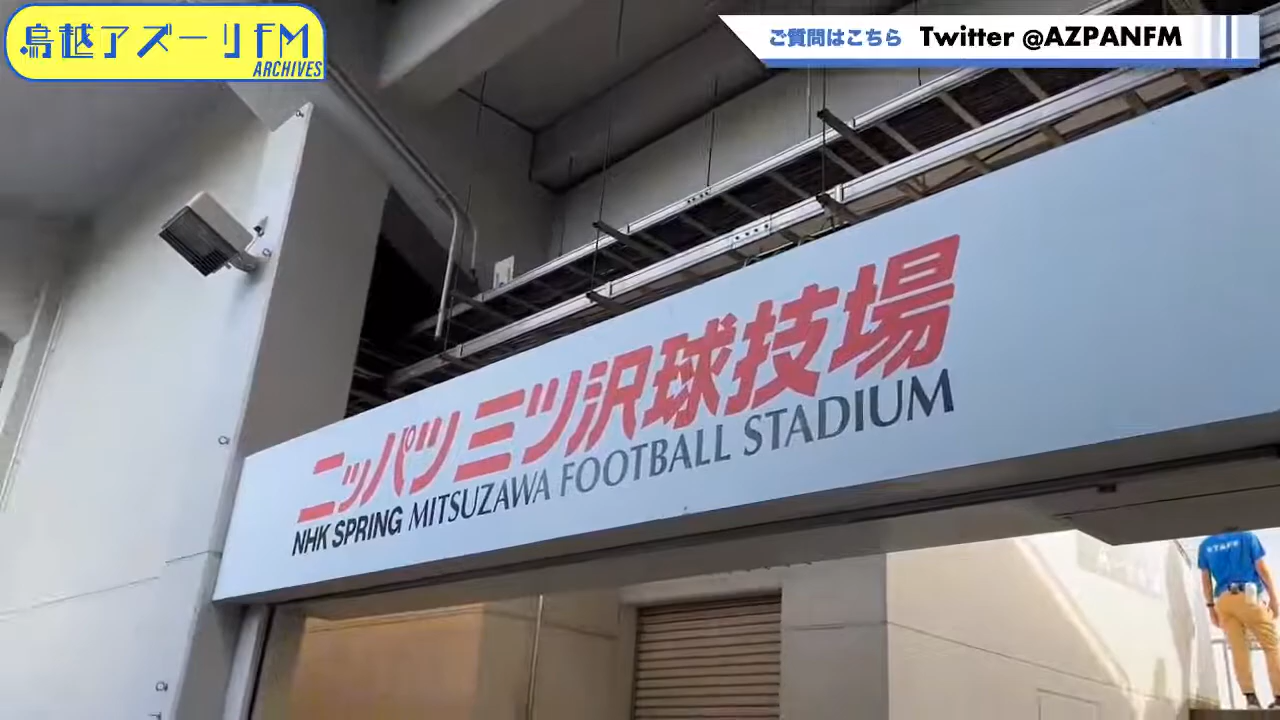 鳥越アズーリFM
ARCHIVES
ご質問はこちら Twitter @AZPANFM
ニッパツ 三ツ沢球技場
NHK SPRING MITSUZAWA FOOTBALL STADIUM
STAFF